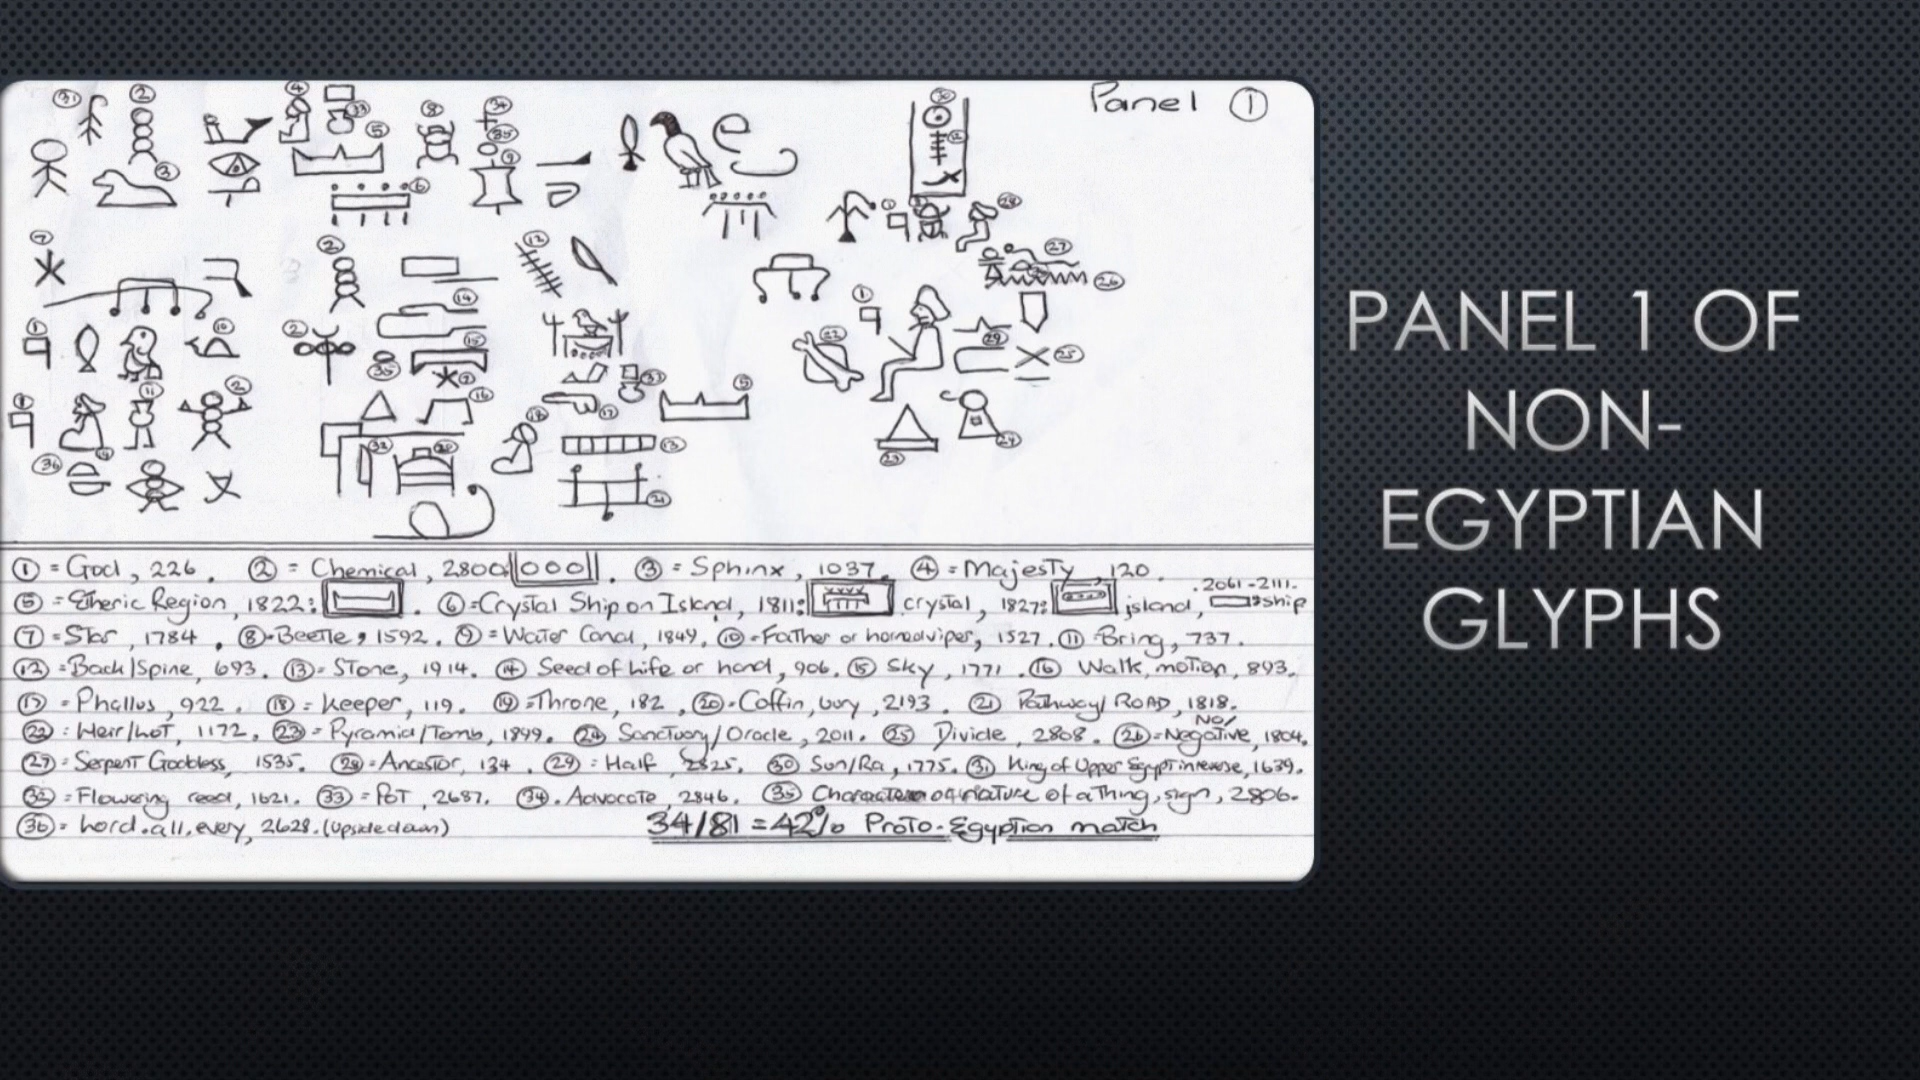 Panel ①
① = God, 226. ② = Chemical, 2800: ③ = Sphinx, 1037. ④ = Majesty, 120.
⑤ = Etheric Region, 1822: . ⑥ = Crystal Ship on Island, 1811: crystal, 1827: island, 2061-2111. = ship
⑦ = Star, 1784. ⑧ = Beetle, 1592. ⑨ = Water Canal, 1849. ⑩ = Father or horned viper, 1527. ⑪ = Bring, 737.
⑫ = Back/Spine, 693. ⑬ = Stone, 1914. ⑭ Seed of life or hand, 906. ⑮ Sky, 1771. ⑯ Walk, motion, 893.
⑰ = Phallus, 922. ⑱ = Keeper, 119. ⑲ = Throne, 182, ⑳ = Coffin, bury, 2193. ㉑ Pathway/ROAD, 1818.
㉒ : Heir/, 1172. ㉓ = Pyramid/Tomb, 1899. ㉔ Sanctuary/Oracle, 2011. ㉕ Divide, 2808. ㉖ = No/Negative, 1804.
㉗ = Serpent Goddess, 1535. ㉘ = Ancestor, 134. ㉙ = Half, 2825. ㉚ Sun/Ra, 1775. ㉛ King of Upper Egypt in reverse, 1639.
㉜ = Flowering reed, 1621. ㉝ = POT, 2687. ㉞. Advocate, 2846. ㉟ Character or nature of a thing, sign, 2806.
㊱ = Lord, all, every, 2628. (Upside down) 34/81 = 42% Proto-Egyptian match
PANEL 1 OF
NON-
EGYPTIAN
GLYPHS